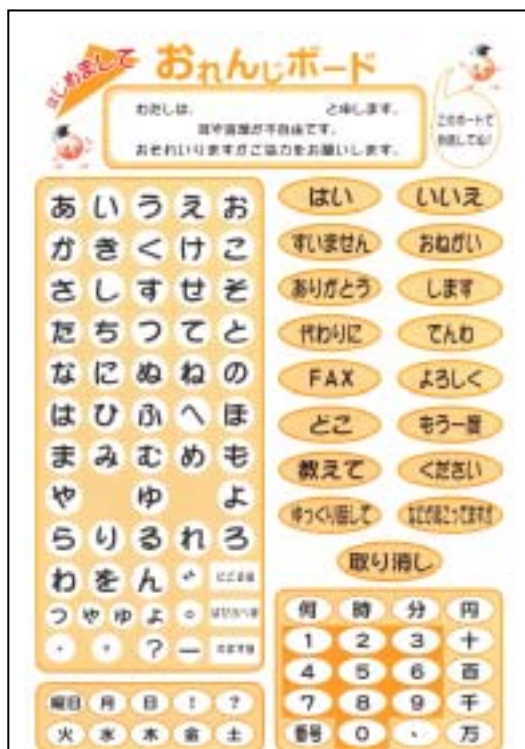 はじめまして
おれんじボード
わたしは、　　　　　　と申します。
耳や言葉が不自由です。
おそれいりますがご協力をお願いします。
このボードで
会話してね!
あ い う え お
か き く け こ
さ し す せ そ
た ち つ て と
な に ぬ ね の
は ひ ふ へ ほ
ま み む め も
や ゆ よ
ら り る れ ろ
わ を ん ゛
つ や ゆ よ ゜
? ー
はい いいえ
すいません おねがい
ありがとう します
代わりに でんわ
FAX よろしく
どこ もう一度
教えて ください
ゆっくり話して
取り消し
何 時 分 円
1 2 3 十
4 5 6 百
7 8 9 千
番号 0 、 万
曜日 月 日 ! ?
火 水 木 金 土